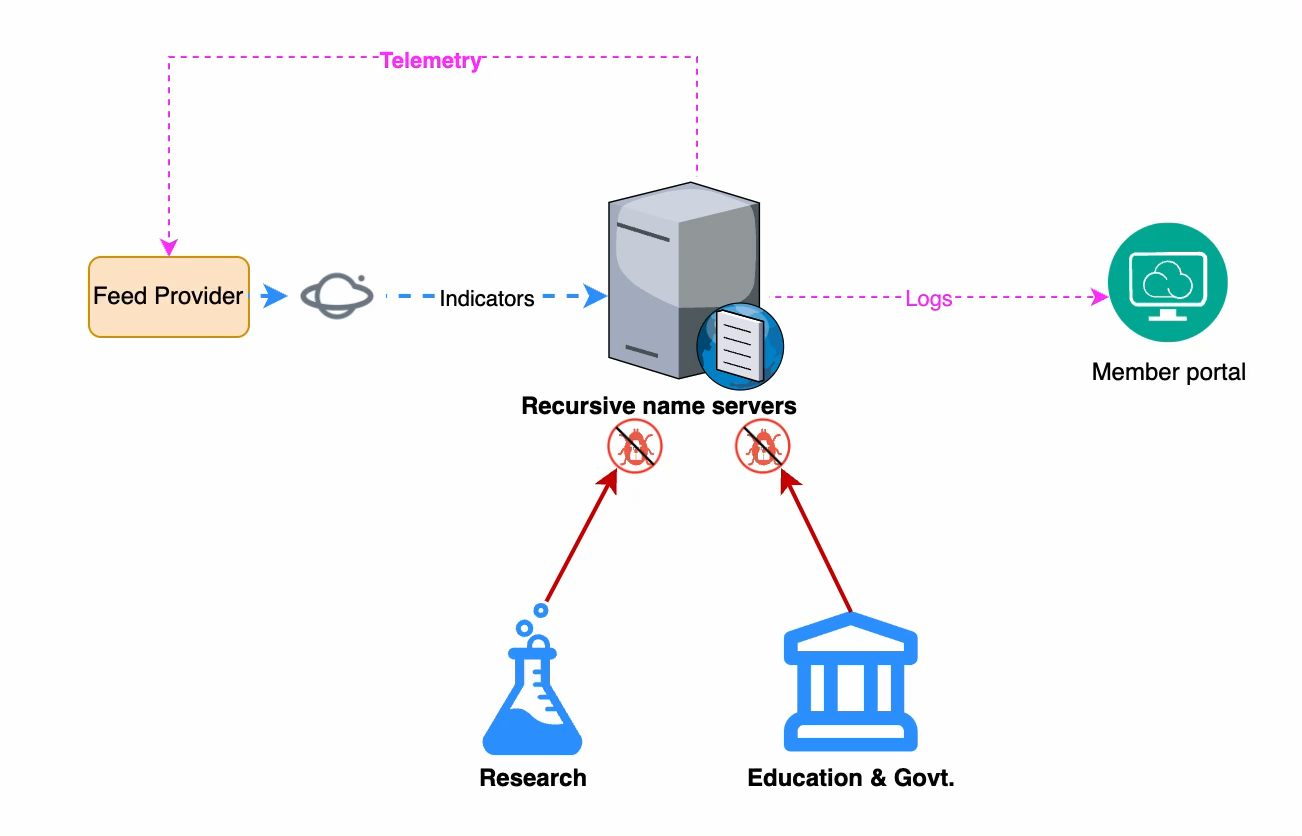 Telemetry
Feed Provider
Indicators
Logs
Member portal
Recursive name servers
Research
Education & Govt.